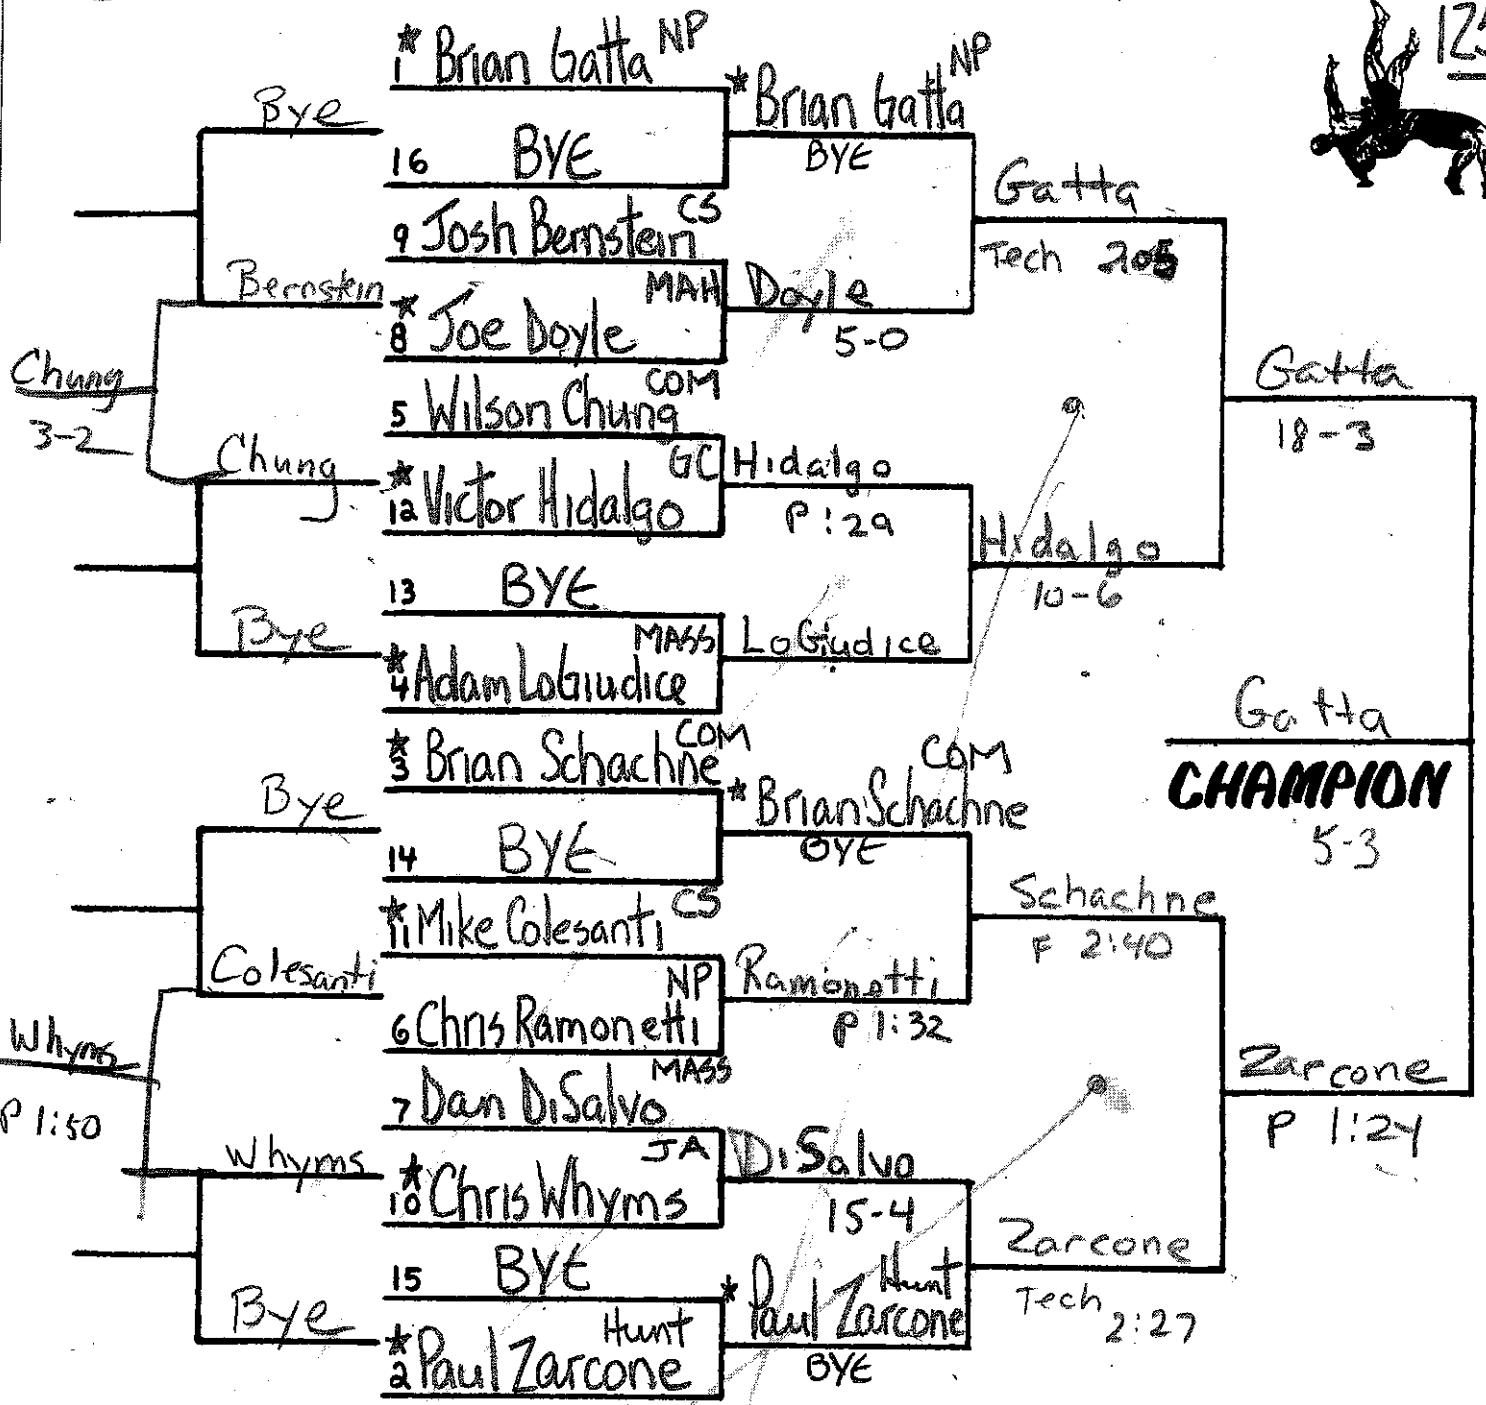 * 1 Brian Gatta NP
16 BYE
9 Josh Bernstein CS
* 8 Joe Doyle MAH
5 Wilson Chung COM
* 12 Victor Hidalgo GC
13 BYE
* 4 Adam LoGiudice MASS
* 3 Brian Schachne COM
14 BYE
* 11 Mike Colesanti CS
6 Chris Ramonetti NP
7 Dan DiSalvo MASS
* 10 Chris Whyms JA
15 BYE
* 2 Paul Zarcone Hunt
* Brian Gatta NP
BYE
Doyle
5-0
Hidalgo
P :29
LoGiudice
* Brian Schachne COM
BYE
Ramonetti
P 1:32
DiSalvo
15-4
* Paul Zarcone Hunt
BYE
Gatta
Tech
Hidalgo
10-6
Schachne
F 2:40
Zarcone
Tech 2:27
Gatta
18-3
Zarcone
P 1:24
Gatta
CHAMPION
5-3
Bye
Bernstein
Chung
Bye
Bye
Colesanti
Whyms
Bye
Chung
3-2
Whyms
P 1:50